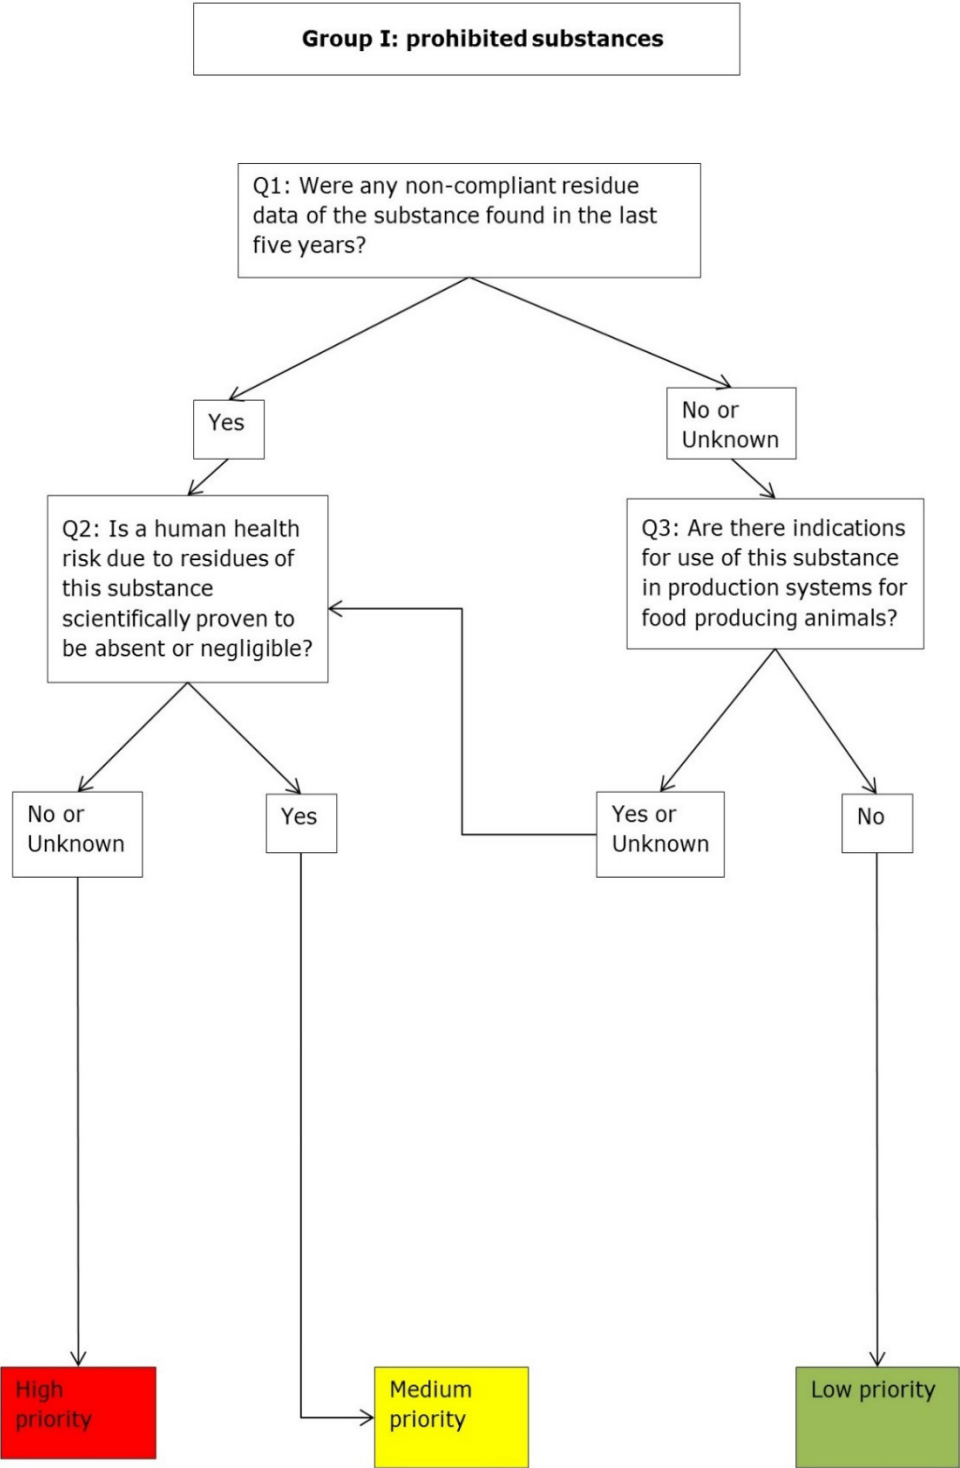 Group I: prohibited substances
Q1: Were any non-compliant residue
data of the substance found in the last
five years?
Yes
No or
Unknown
Q2: Is a human health
risk due to residues of
this substance
scientifically proven to
be absent or negligible?
Q3: Are there indications
for use of this substance
in production systems for
food producing animals?
No or
Unknown
Yes
Yes or
Unknown
No
High
priority
Medium
priority
Low priority